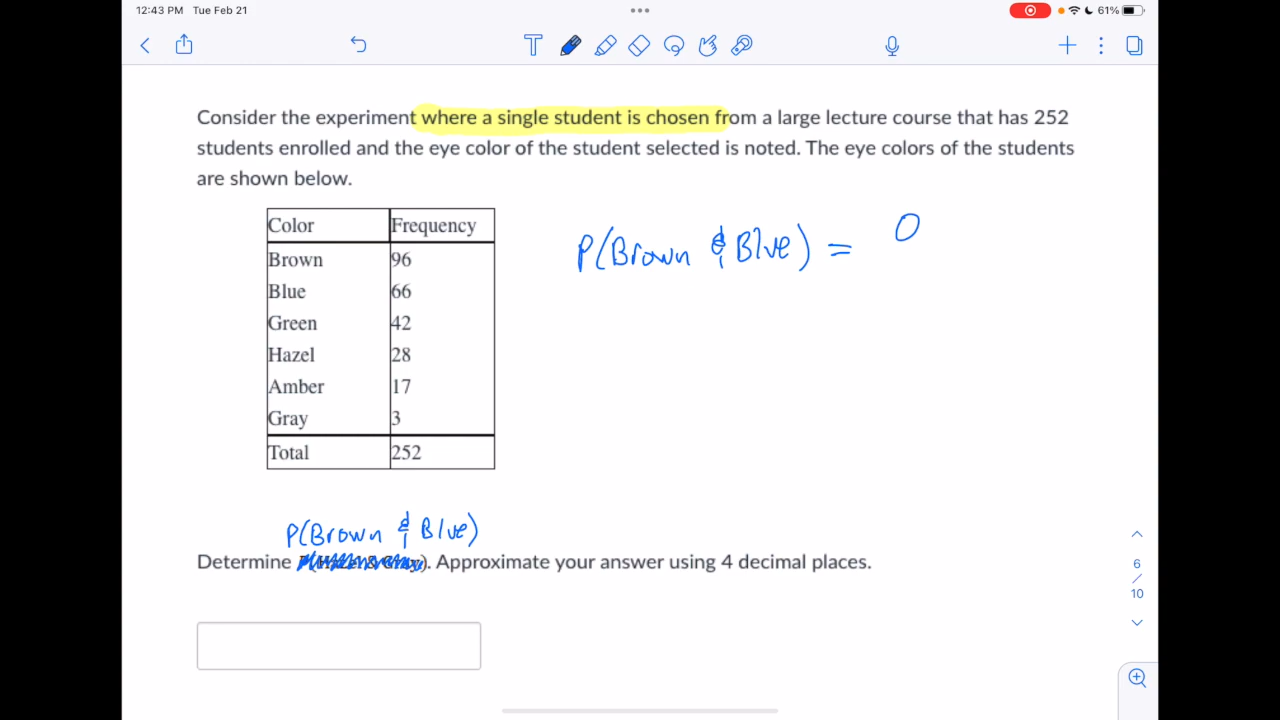 12:43 PM Tue Feb 21
61%
Consider the experiment where a single student is chosen from a large lecture course that has 252
students enrolled and the eye color of the student selected is noted. The eye colors of the students
are shown below.
Color Frequency
Brown 96
Blue 66
Green 42
Hazel 28
Amber 17
Gray 3
Total 252
P(Brown & Blue) = 0
P(Brown & Blue)
Determine . Approximate your answer using 4 decimal places.
6
/
10